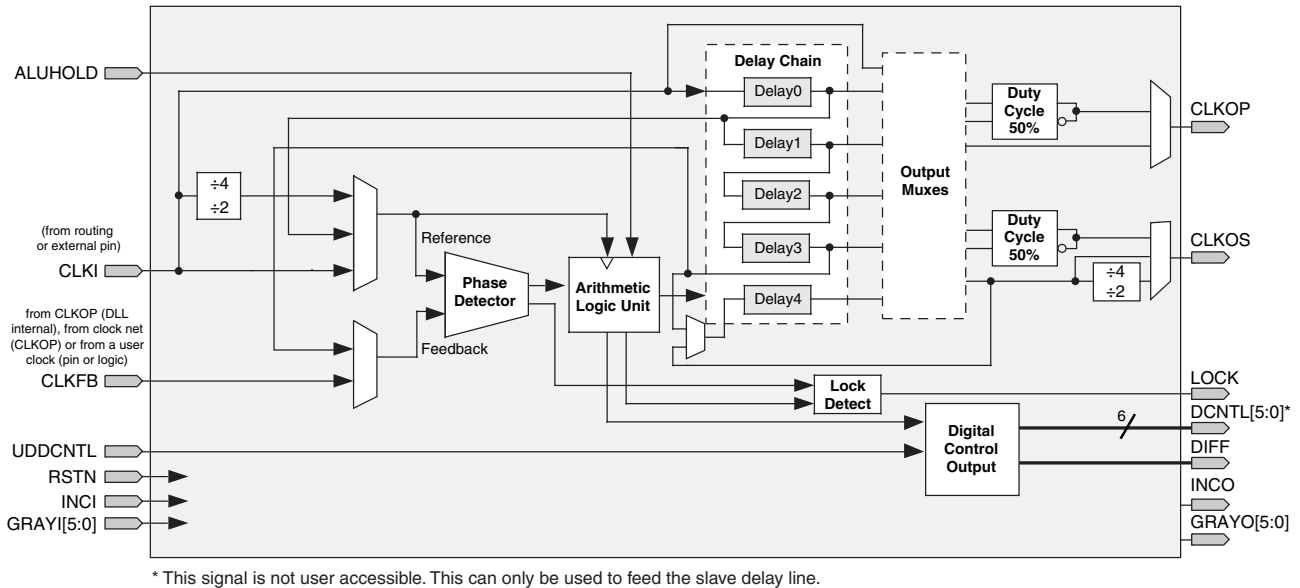 ALUHOLD
Delay Chain
Delay0
Delay1
Delay2
Delay3
Delay4
Output
Muxes
Duty
Cycle
50%
CLKOP
÷4
÷2
(from routing
or external pin)
CLKI
Reference
Phase
Detector
Arithmetic
Logic Unit
Duty
Cycle
50%
CLKOS
÷4
÷2
from CLKOP (DLL
internal), from clock net
(CLKOP) or from a user
clock (pin or logic)
CLKFB
Feedback
Lock
Detect
LOCK
DCNTL[5:0]*
6
Digital
Control
Output
DIFF
UDDCNTL
RSTN
INCI
GRAYI[5:0]
INCO
GRAYO[5:0]
* This signal is not user accessible. This can only be used to feed the slave delay line.